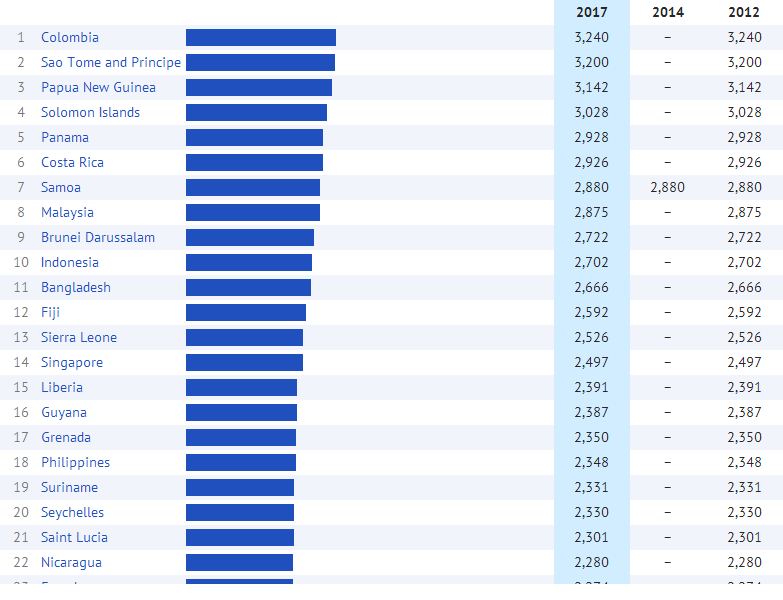 2017 2014 2012
1 Colombia 3,240 – 3,240
2 Sao Tome and Principe 3,200 – 3,200
3 Papua New Guinea 3,142 – 3,142
4 Solomon Islands 3,028 – 3,028
5 Panama 2,928 – 2,928
6 Costa Rica 2,926 – 2,926
7 Samoa 2,880 2,880 2,880
8 Malaysia 2,875 – 2,875
9 Brunei Darussalam 2,722 – 2,722
10 Indonesia 2,702 – 2,702
11 Bangladesh 2,666 – 2,666
12 Fiji 2,592 – 2,592
13 Sierra Leone 2,526 – 2,526
14 Singapore 2,497 – 2,497
15 Liberia 2,391 – 2,391
16 Guyana 2,387 – 2,387
17 Grenada 2,350 – 2,350
18 Philippines 2,348 – 2,348
19 Suriname 2,331 – 2,331
20 Seychelles 2,330 – 2,330
21 Saint Lucia 2,301 – 2,301
22 Nicaragua 2,280 – 2,280